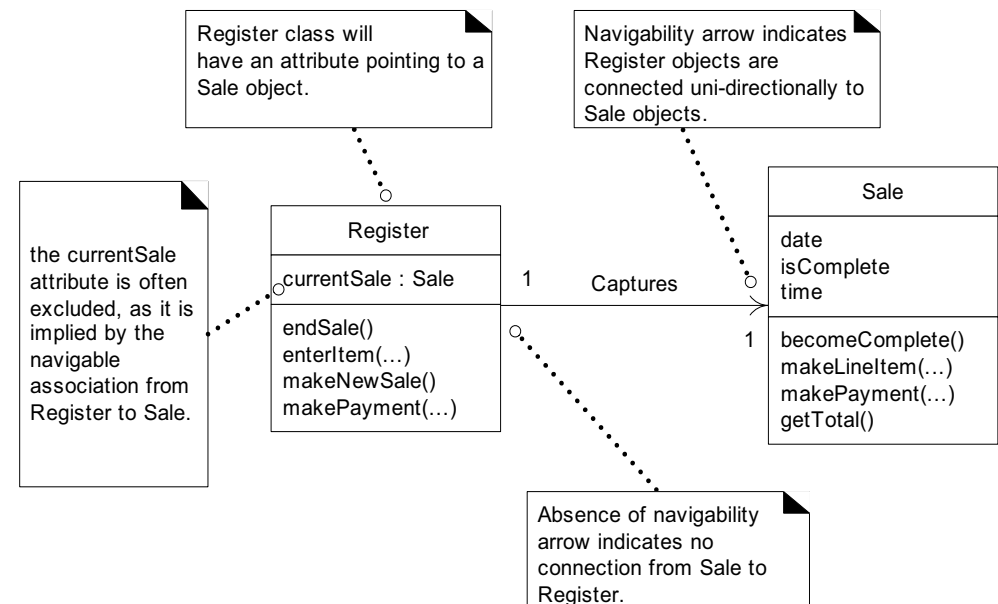 Register class will
have an attribute pointing to a
Sale object.
Navigability arrow indicates
Register objects are
connected uni-directionally to
Sale objects.
the currentSale
attribute is often
excluded, as it is
implied by the
navigable
association from
Register to Sale.
Register
currentSale : Sale
endSale()
enterItem(…)
makeNewSale()
makePayment(…)
1
Captures
1
Sale
date
isComplete
time
becomeComplete()
makeLineItem(…)
makePayment(…)
getTotal()
Absence of navigability
arrow indicates no
connection from Sale to
Register.